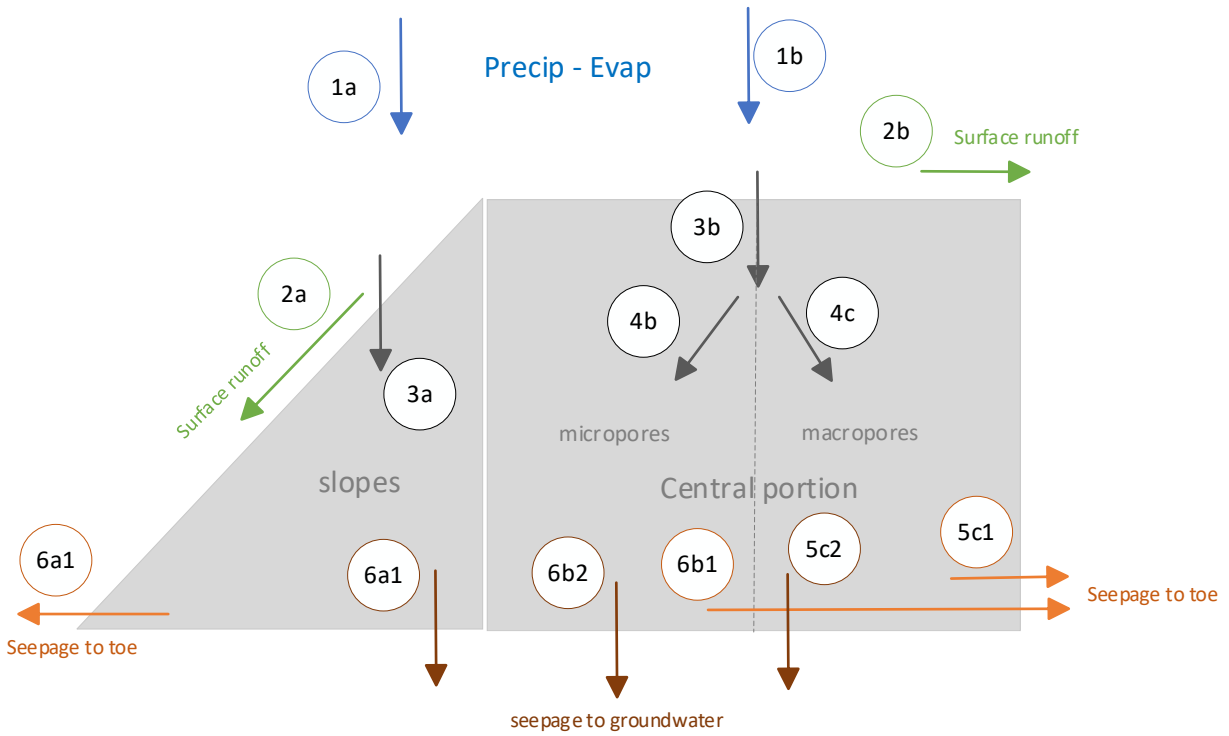 1a
Precip - Evap
1b
2b
Surface runoff
3b
2a
Surface runoff
4b
4c
3a
micropores
macropores
slopes
Central portion
6a1
6a1
6b2
6b1
5c2
5c1
Seepage to toe
Seepage to toe
seepage to groundwater